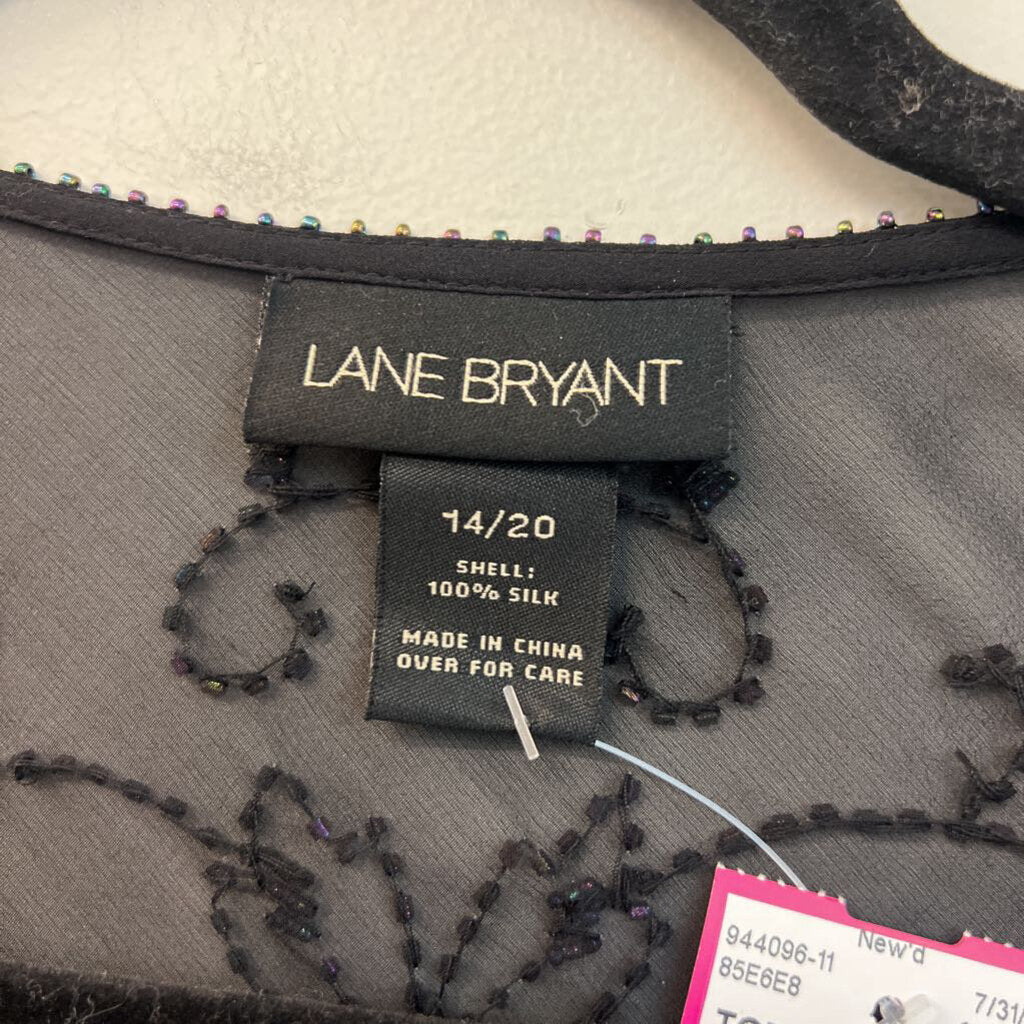 LANE BRYANT
14/20
SHELL:
100% SILK
MADE IN CHINA
OVER FOR CARE
944096-11 New'd
85E6E8
7/31/